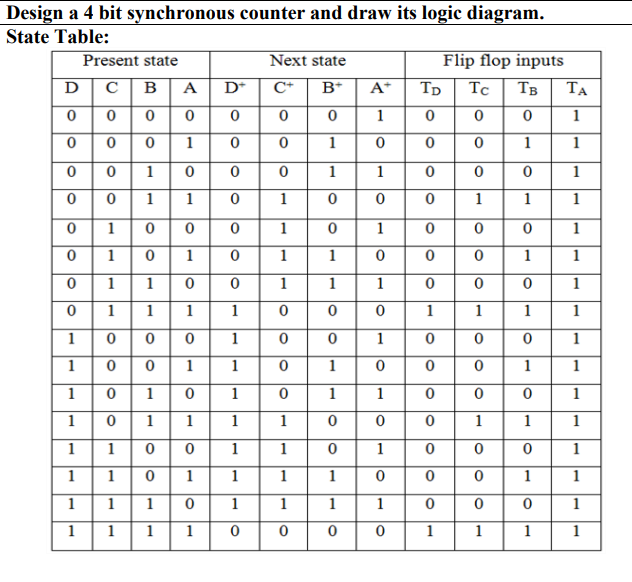 Design a 4 bit synchronous counter and draw its logic diagram.
State Table:
Present state Next state Flip flop inputs
D C B A D+ C+ B+ A+ TD TC TB TA
0 0 0 0 0 0 0 1 0 0 0 1
0 0 0 1 0 0 1 0 0 0 1 1
0 0 1 0 0 0 1 1 0 0 0 1
0 0 1 1 0 1 0 0 0 1 1 1
0 1 0 0 0 1 0 1 0 0 0 1
0 1 0 1 0 1 1 0 0 0 1 1
0 1 1 0 0 1 1 1 0 0 0 1
0 1 1 1 1 0 0 0 1 1 1 1
1 0 0 0 1 0 0 1 0 0 0 1
1 0 0 1 1 0 1 0 0 0 1 1
1 0 1 0 1 0 1 1 0 0 0 1
1 0 1 1 1 1 0 0 0 1 1 1
1 1 0 0 1 1 0 1 0 0 0 1
1 1 0 1 1 1 1 0 0 0 1 1
1 1 1 0 1 1 1 1 0 0 0 1
1 1 1 1 0 0 0 0 1 1 1 1